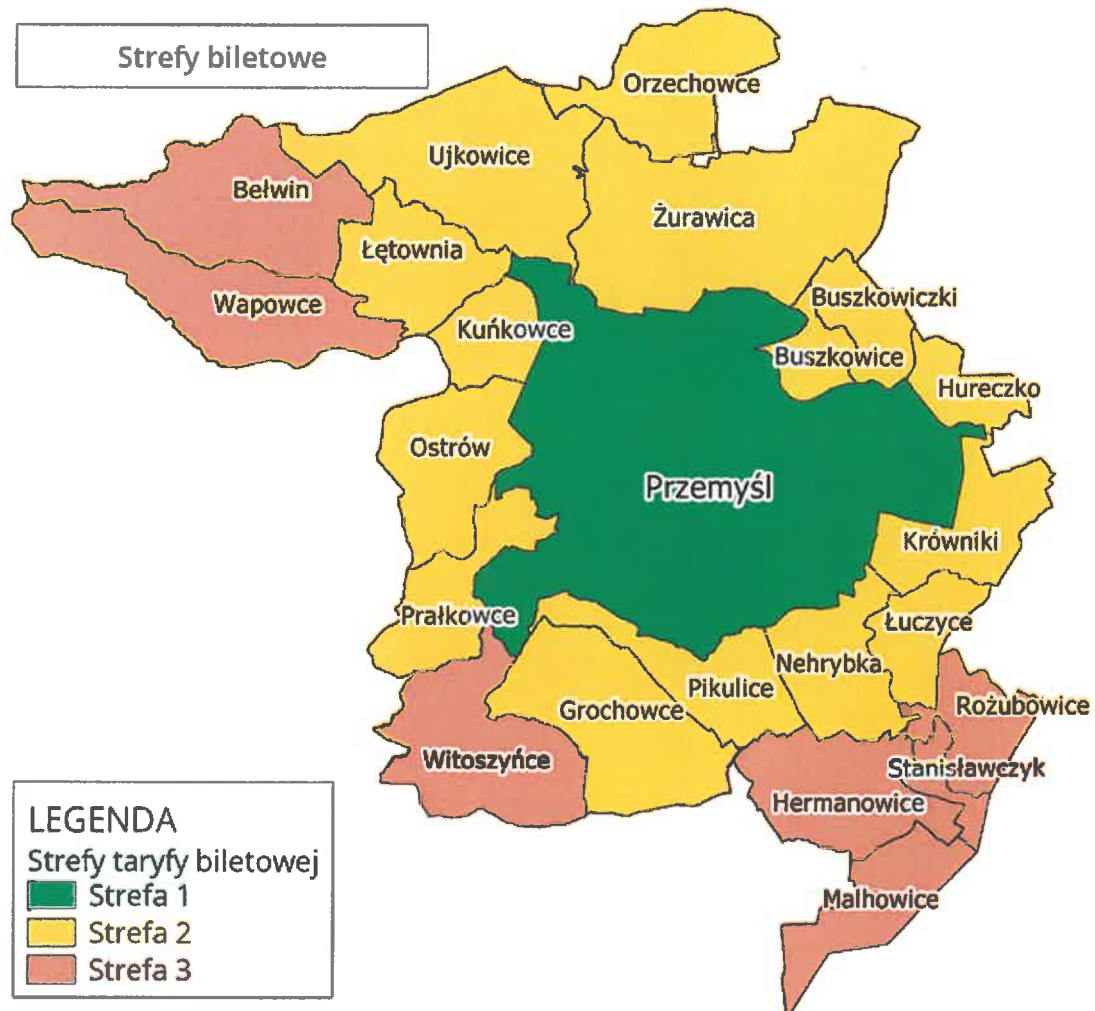 Strefy biletowe
Orzechowce
Ujkowice
Bełwin
Żurawica
Łętownia
Wapowce
Buszkowiczki
Kuńkowce
Buszkowice
Hureczko
Ostrów
Przemyśl
Krówniki
Prałkowce
Łuczyce
Nehrybka
Pikulice
Rożubowice
Grochowce
Witoszyńce
Stanisławczyk
Hermanowice
Malhowice
LEGENDA
Strefy taryfy biletowej
Strefa 1
Strefa 2
Strefa 3